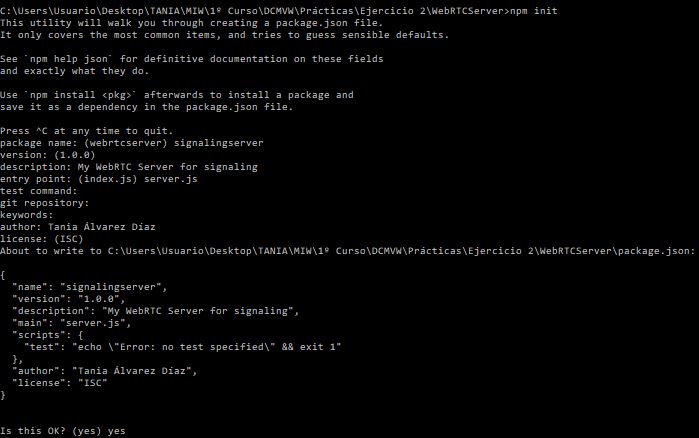 C:\Users\Usuario\Desktop\TANIA\MIW\1º Curso\DCMVW\Prácticas\Ejercicio 2\WebRTCServer>npm init
This utility will walk you through creating a package.json file.
It only covers the most common items, and tries to guess sensible defaults.

See `npm help json` for definitive documentation on these fields
and exactly what they do.

Use `npm install <pkg>` afterwards to install a package and
save it as a dependency in the package.json file.

Press ^C at any time to quit.
package name: (webrtcserver) signalingserver
version: (1.0.0)
description: My WebRTC Server for signaling
entry point: (index.js) server.js
test command:
git repository:
keywords:
author: Tania Álvarez Díaz
license: (ISC)
About to write to C:\Users\Usuario\Desktop\TANIA\MIW\1º Curso\DCMVW\Prácticas\Ejercicio 2\WebRTCServer\package.json:

{
  "name": "signalingserver",
  "version": "1.0.0",
  "description": "My WebRTC Server for signaling",
  "main": "server.js",
  "scripts": {
    "test": "echo \"Error: no test specified\" && exit 1"
  },
  "author": "Tania Álvarez Díaz",
  "license": "ISC"
}

Is this OK? (yes) yes